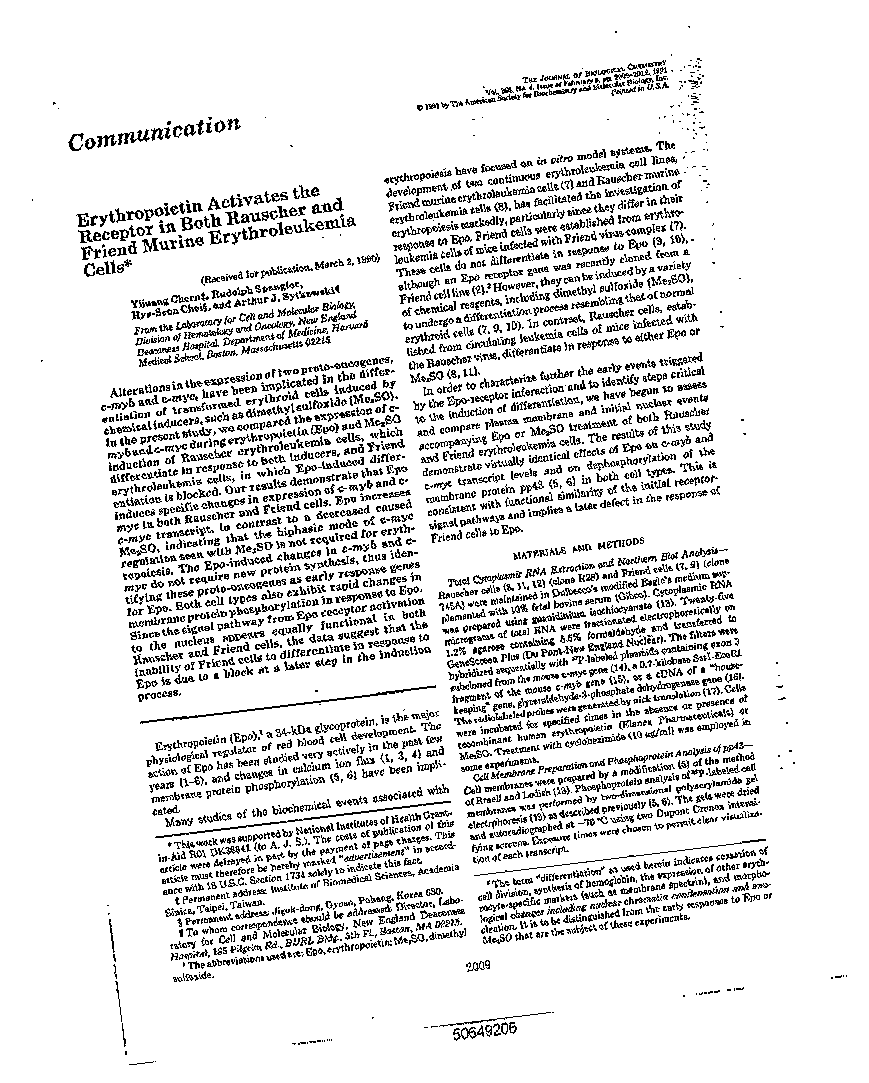 THE JOURNAL OF BIOLOGICAL CHEMISTRY
Vol. 266, No. 4, Issue of February 5, pp. 2009-2012, 1991
© 1991 by The American Society for Biochemistry and Molecular Biology, Inc.
Printed in U.S.A.
Communication
Erythropoietin Activates the
Receptor in Both Rauscher and
Friend Murine Erythroleukemia
Cells*
(Received for publication, March 2, 1990)
Yijuang Chern‡, Rudolph Spangler,
and Arthur J. Sytkowski¶
From the Laboratory for Cell and Molecular Biology,
Division of Hematology and Oncology, New England
Deaconess Hospital, Department of Medicine, Harvard
Medical School, Boston, Massachusetts 02215
Alterations in the expression of two proto-oncogenes,
c-myb and c-myc, have been implicated in the differ-
entiation of transformed erythroid cells induced by
chemical inducers, such as dimethyl sulfoxide (Me₂SO).
In the present study, we compared the expression of c-
myb and c-myc during erythropoietin (Epo) and Me₂SO
induction of Rauscher erythroleukemia cells, which
differentiate in response to both inducers, and Friend
erythroleukemia cells, in which Epo-induced differ-
entiation is blocked. Our results demonstrate that Epo
induces specific changes in expression of c-myb and c-
myc in both Rauscher and Friend cells. Epo increases
c-myc transcript, in contrast to a decreased caused
Me₂SO, indicating that the biphasic mode of c-myc
regulation seen with Me₂SO is not required for eryth-
ropoiesis. The Epo-induced changes in c-myb and c-
myc do not require new protein synthesis, thus iden-
tifying these proto-oncogenes as early response genes
for Epo. Both cell types also exhibit rapid changes in
membrane protein phosphorylation in response to Epo.
Since the signal pathway from Epo receptor activation
to the nucleus appears equally functional in both
Rauscher and Friend cells, the data suggest that the
inability of Friend cells to differentiate in response to
Epo is due to a block at a later step in the induction
process.
Erythropoietin (Epo),¹ a 34-kDa glycoprotein, is the major
physiological regulator of red blood cell development. The
action of Epo has been studied very actively in the past few
years (1-6), and changes in calcium ion flux (1, 3, 4) and
membrane protein phosphorylation (5, 6) have been impli-
cated.
Many studies of the biochemical events associated with
* This work was supported by National Institutes of Health Grant-
in-Aid R01 DK38841 (to A. J. S.). The costs of publication of this
article were defrayed in part by the payment of page charges. This
article must therefore be hereby marked "advertisement" in accord-
ance with 18 U.S.C. Section 1734 solely to indicate this fact.
‡ Permanent address: Institute of Biomedical Sciences, Academia
Sinica, Taipei, Taiwan.
§ Permanent address: Jigok-dong, Pohang, Korea 680.
¶ To whom correspondence should be addressed: Director, Labo-
ratory for Cell and Molecular Biology, New England Deaconess
Hospital, 185 Pilgrim Rd., BURL Bldg., 5th Fl., Boston, MA 02215.
¹ The abbreviations used are: Epo, erythropoietin; Me₂SO, dimethyl
sulfoxide.
erythropoiesis have focused on in vitro model systems. The
development of two continuous erythroleukemia cell lines,
Friend murine erythroleukemia cells (7) and Rauscher murine
erythroleukemia cells (8), has facilitated the investigation of
erythropoiesis markedly, particularly since they differ in their
response to Epo. Friend cells were established from erythro-
leukemia cells of mice infected with Friend virus complex (7).
These cells do not differentiate in response to Epo (9, 10),
although an Epo receptor gene was recently cloned from a
Friend cell line (2).² However, they can be induced by a variety
of chemical reagents, including dimethyl sulfoxide (Me₂SO),
to undergo a differentiation process resembling that of normal
erythroid cells (7, 9, 10). In contrast, Rauscher cells, estab-
lished from circulating leukemia cells of mice infected with
the Rauscher virus, differentiate in response to either Epo or
Me₂SO (8, 11).
In order to characterize further the early events triggered
by the Epo-receptor interaction and to identify steps critical
to the induction of differentiation, we have begun to assess
and compare plasma membrane and initial nuclear events
accompanying Epo or Me₂SO treatment of both Rauscher
and Friend erythroleukemia cells. The results of this study
demonstrate virtually identical effects of Epo on c-myb and
c-myc transcript levels and on dephosphorylation of the
membrane protein pp43 (5, 6) in both cell types. This is
consistent with functional similarity of the initial receptor-
signal pathways and implies a later defect in the response of
Friend cells to Epo.
MATERIALS AND METHODS
Total Cytoplasmic RNA Extraction and Northern Blot Analysis—
Rauscher cells (8, 11, 12) (clone R28) and Friend cells (7, 9) (clone
745A) were maintained in Dulbecco's modified Eagle's medium sup-
plemented with 10% fetal bovine serum (Gibco). Cytoplasmic RNA
was prepared using guanidinium isothiocyanate (13). Twenty-five
micrograms of total RNA were fractionated electrophoretically on
1.2% agarose containing 6.6% formaldehyde and transferred to
GeneScreen Plus (Du Pont-New England Nuclear). The filters were
hybridized sequentially with ³²P-labeled plasmids containing exon 3
subcloned from the mouse c-myc gene (14), a 0.7-kilobase SstI-EcoRI
fragment of the mouse c-myb gene (15), or a cDNA of a "house-
keeping" gene, glyceraldehyde-3-phosphate dehydrogenase gene (16).
The radiolabeled probes were generated by nick translation (17). Cells
were incubated for specified times in the absence or presence of
recombinant human erythropoietin (Elanex Pharmaceuticals) or
Me₂SO. Treatment with cycloheximide (10 µg/ml) was employed in
some experiments.
Cell Membrane Preparation and Phosphoprotein Analysis of pp43—
Cell membranes were prepared by a modification (5) of the method
of Braell and Lodish (18). Phosphoprotein analysis of ³²P-labeled cell
membranes was performed by two-dimensional polyacrylamide gel
electrophoresis (19) as described previously (5, 6). The gels were dried
and autoradiographed at −70 °C using two Dupont Cronex intensi-
fying screens. Exposure times were chosen to permit clear visualiza-
tion of each transcript.
² The term "differentiation" as used herein indicates cessation of
cell division, synthesis of hemoglobin, the expression of other eryth-
rocyte-specific markers (such as membrane spectrin), and morpho-
logical changes including nuclear chromatin condensation and enu-
cleation. It is to be distinguished from the early responses to Epo or
Me₂SO that are the subject of these experiments.
2009
50649206